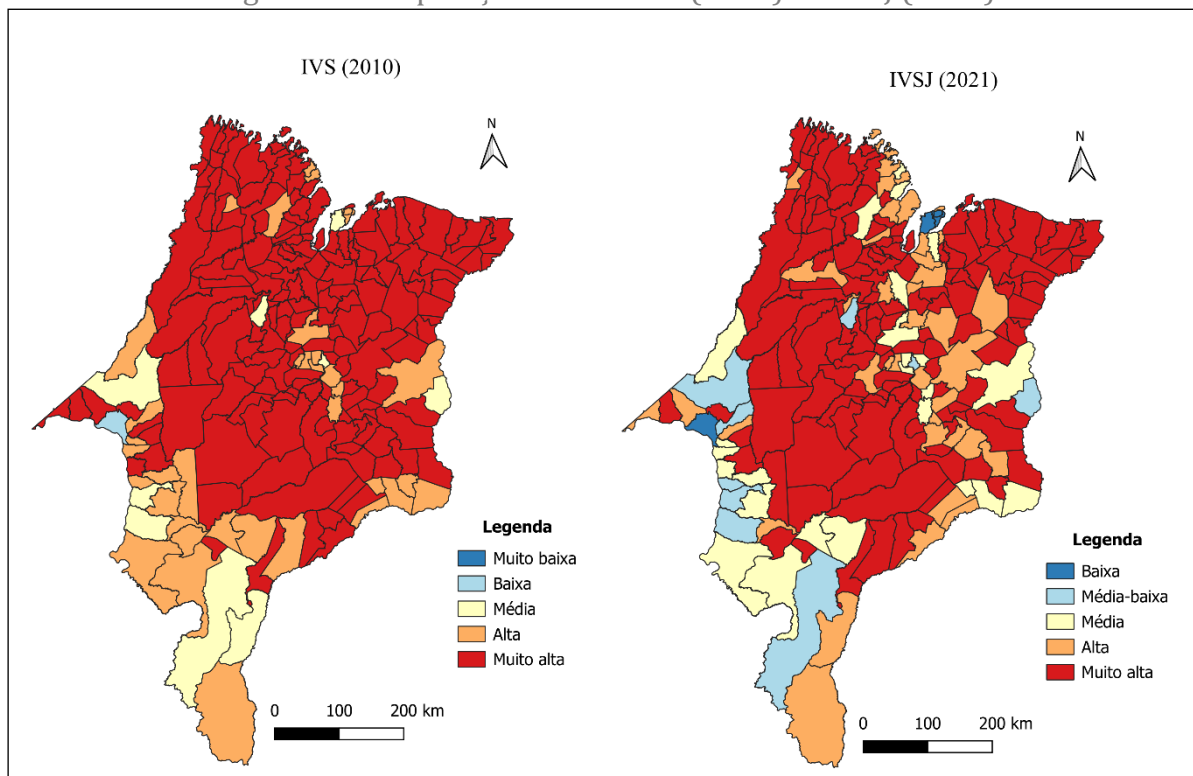 IVS (2010)
N
Legenda
Muito baixa
Baixa
Média
Alta
Muito alta
0 100 200 km
IVSJ (2021)
N
Legenda
Baixa
Média-baixa
Média
Alta
Muito alta
0 100 200 km